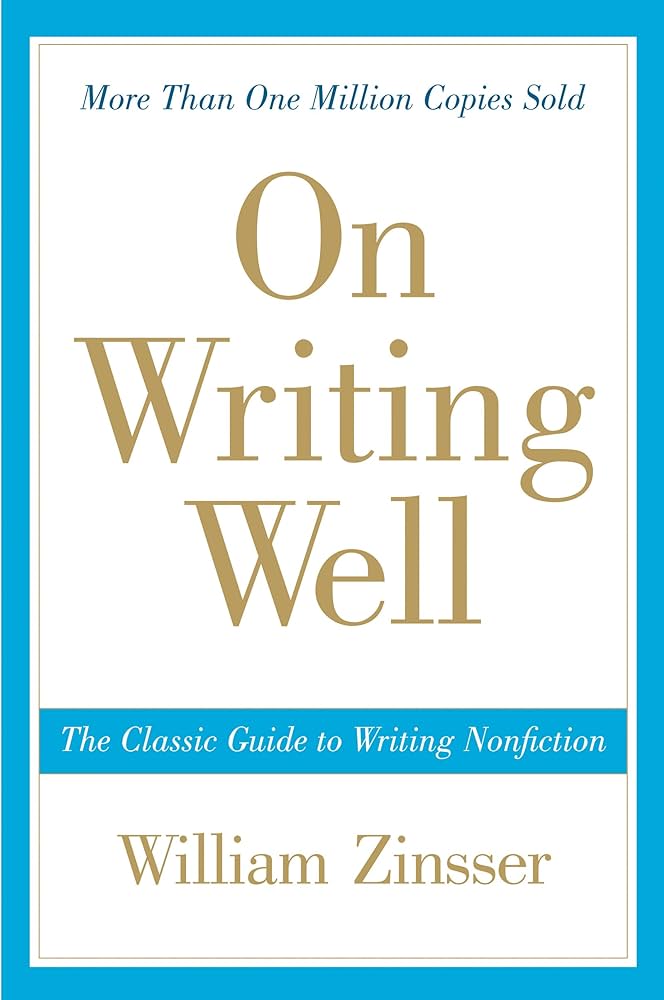 More Than One Million Copies Sold
On
Writing
Well
The Classic Guide to Writing Nonfiction
William Zinsser